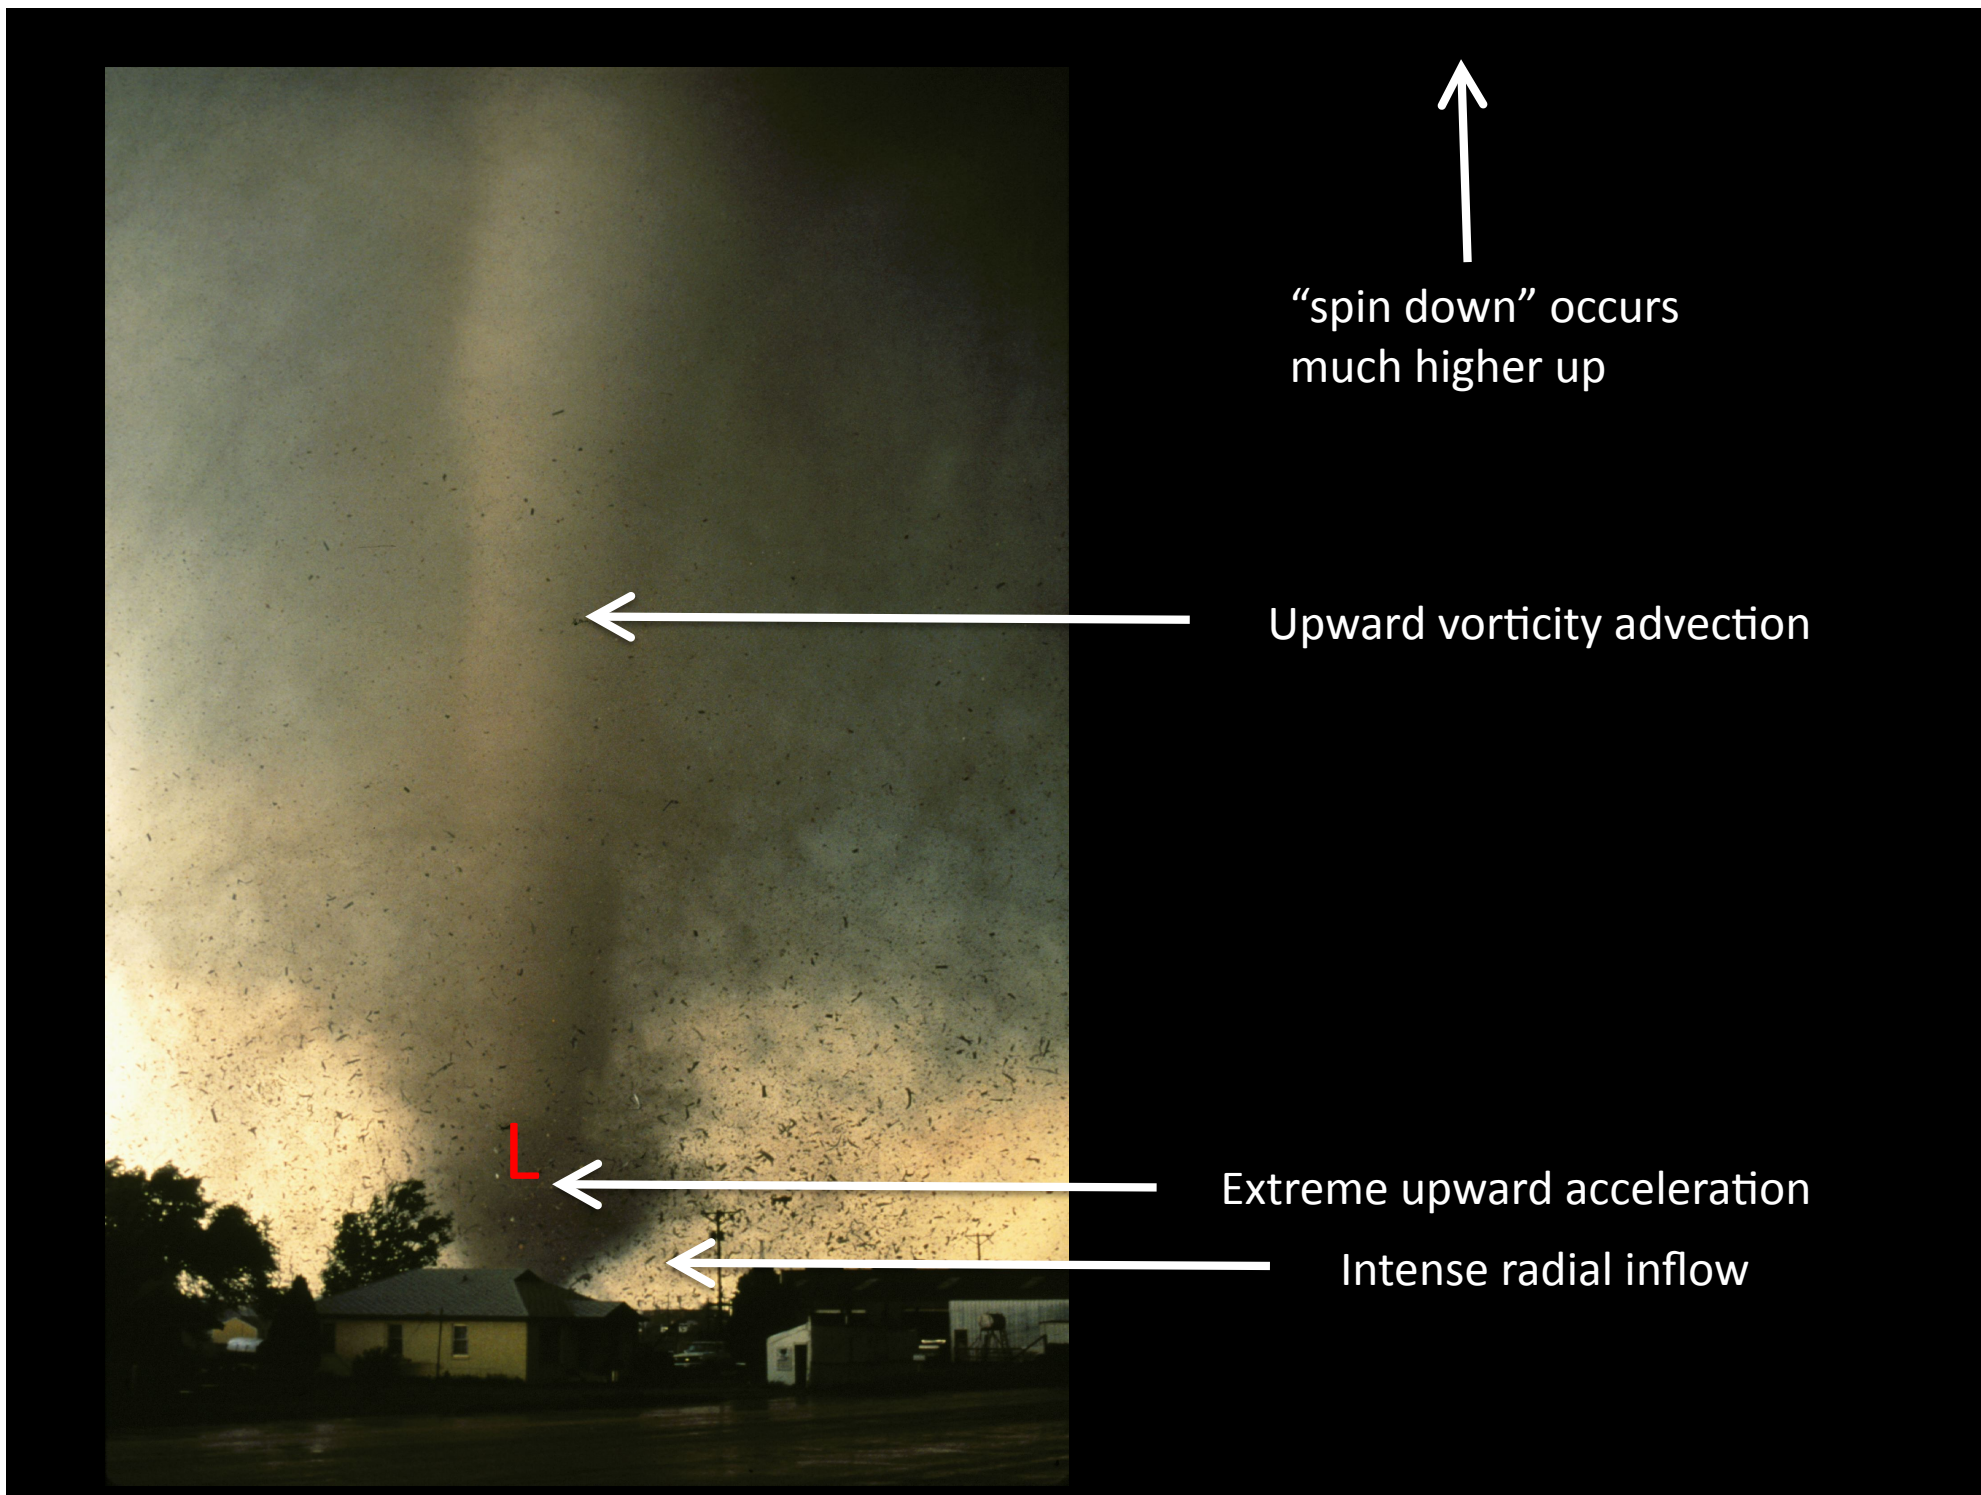 “spin down” occurs
much higher up
Upward vorticity advection
L
Extreme upward acceleration
Intense radial inflow